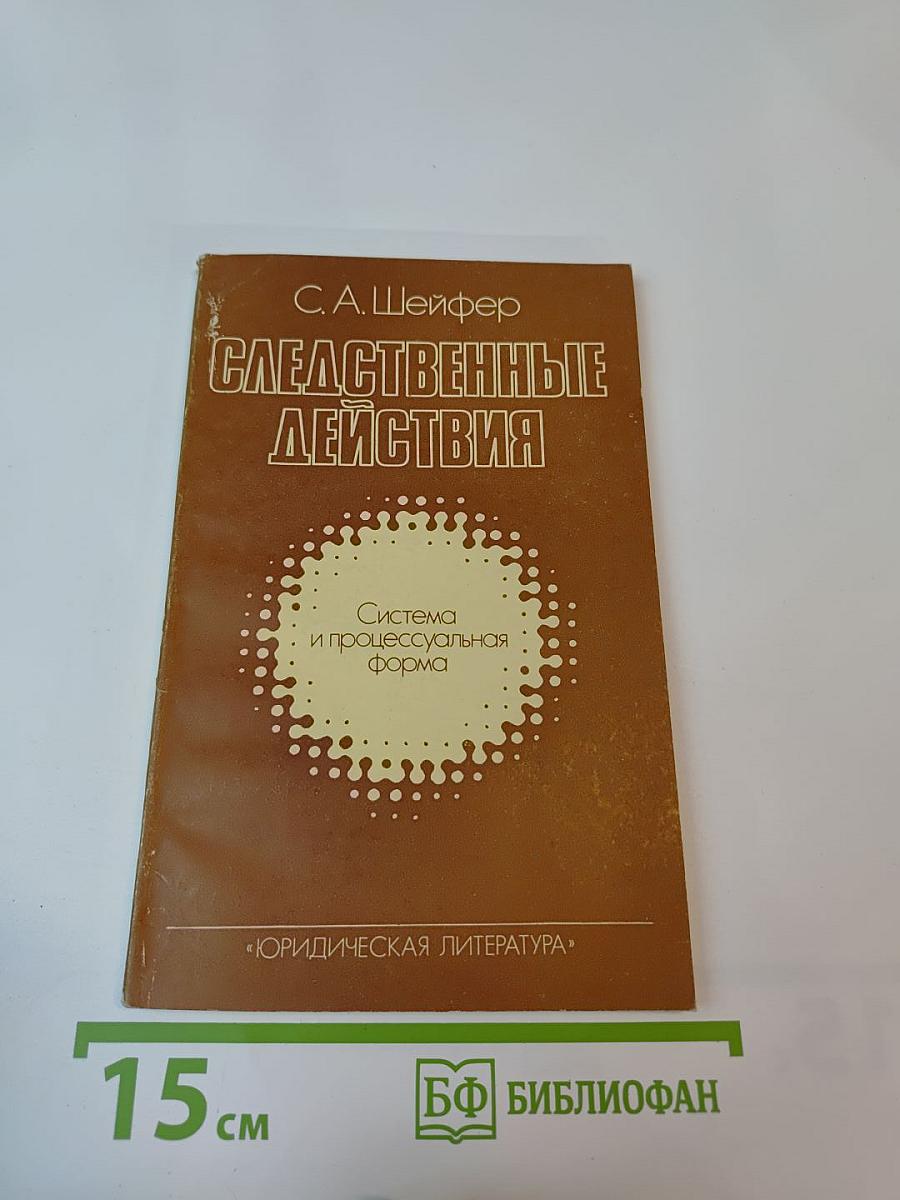 С. А. Шейфер
СЛЕДСТВЕННЫЕ
ДЕЙСТВИЯ
Система
и процессуальная
форма
«ЮРИДИЧЕСКАЯ ЛИТЕРАТУРА»
15 см
БФ БИБЛИОФАН